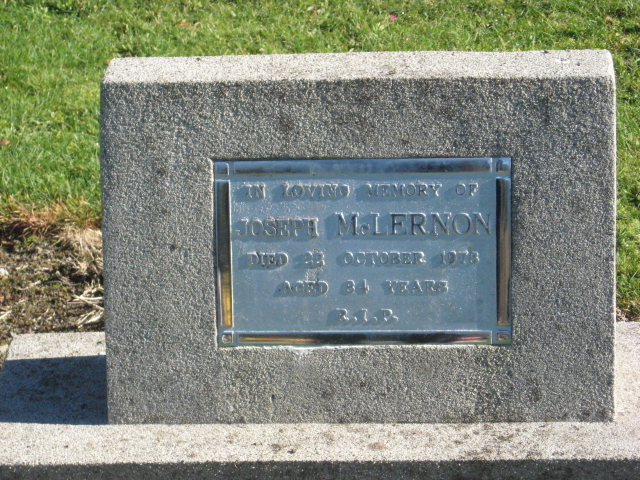 IN LOVING MEMORY OF
JOSEPH McLERNON
DIED 22 OCTOBER 1978
AGED 84 YEARS
R.I.P.